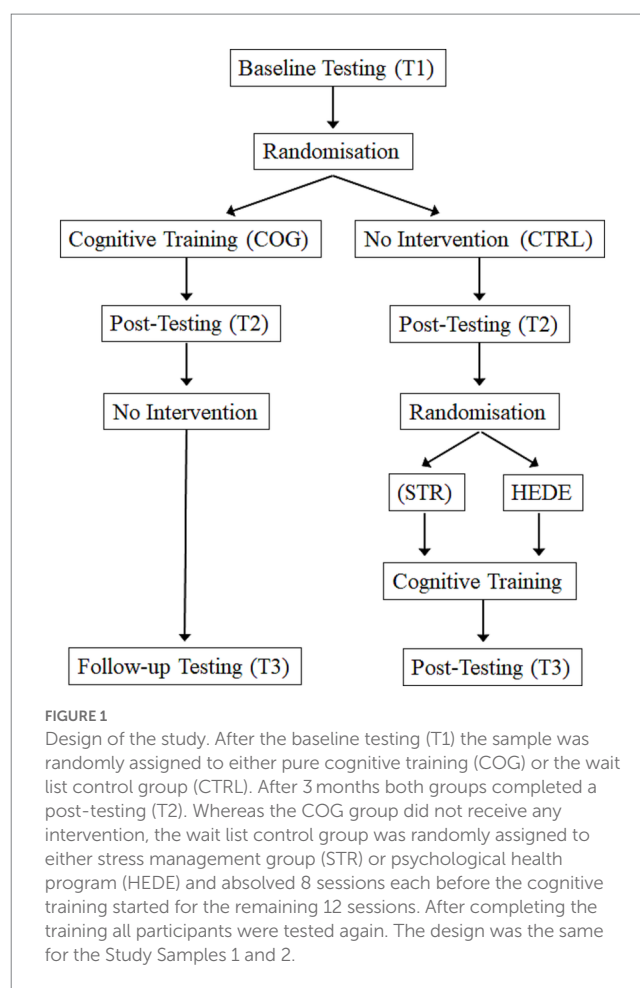 Baseline Testing (T1)
Randomisation
Cognitive Training (COG)
No Intervention (CTRL)
Post-Testing (T2)
Post-Testing (T2)
No Intervention
Randomisation
(STR)
HEDE
Cognitive Training
Follow-up Testing (T3)
Post-Testing (T3)
FIGURE 1
Design of the study. After the baseline testing (T1) the sample was
randomly assigned to either pure cognitive training (COG) or the wait
list control group (CTRL). After 3 months both groups completed a
post-testing (T2). Whereas the COG group did not receive any
intervention, the wait list control group was randomly assigned to
either stress management group (STR) or psychological health
program (HEDE) and absolved 8 sessions each before the cognitive
training started for the remaining 12 sessions. After completing the
training all participants were tested again. The design was the same
for the Study Samples 1 and 2.